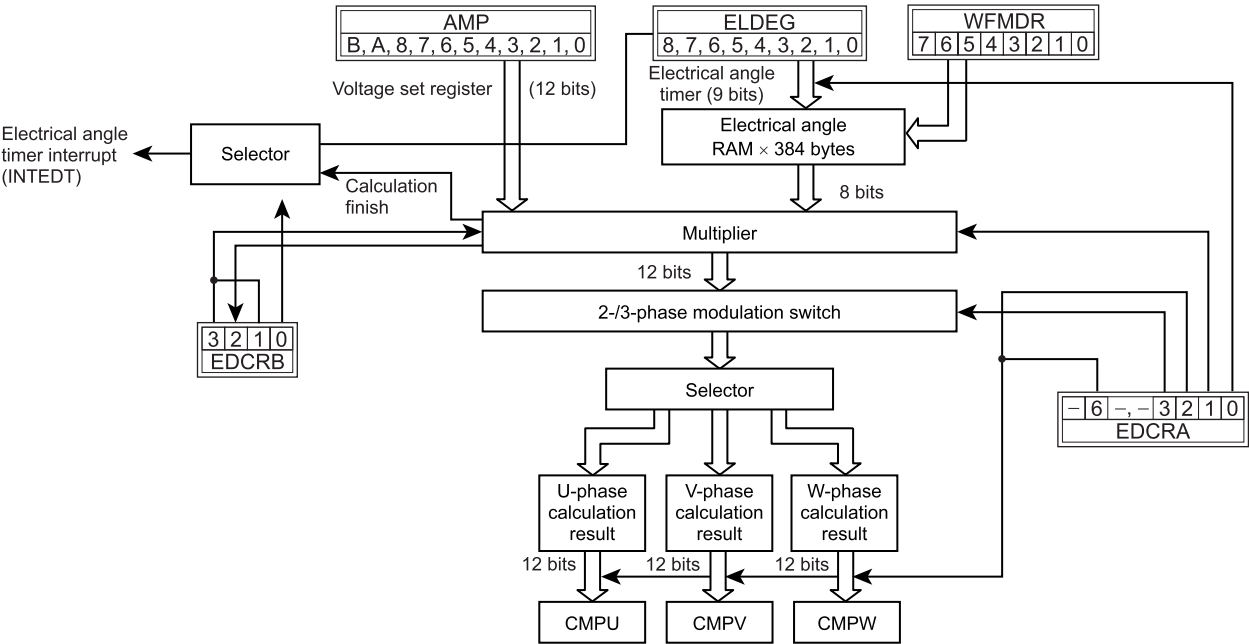 AMP
B, A, 8, 7, 6, 5, 4, 3, 2, 1, 0
ELDEG
8, 7, 6, 5, 4, 3, 2, 1, 0
WFMDR
7 6 5 4 3 2 1 0
Voltage set register
(12 bits)
Electrical angle
timer (9 bits)
Electrical angle
timer interrupt
(INTEDT)
Selector
Electrical angle
RAM × 384 bytes
Calculation
finish
8 bits
Multiplier
12 bits
2-/3-phase modulation switch
3 2 1 0
EDCRB
Selector
– 6 –, – 3 2 1 0
EDCRA
U-phase
calculation
result
V-phase
calculation
result
W-phase
calculation
result
12 bits
12 bits
12 bits
CMPU
CMPV
CMPW